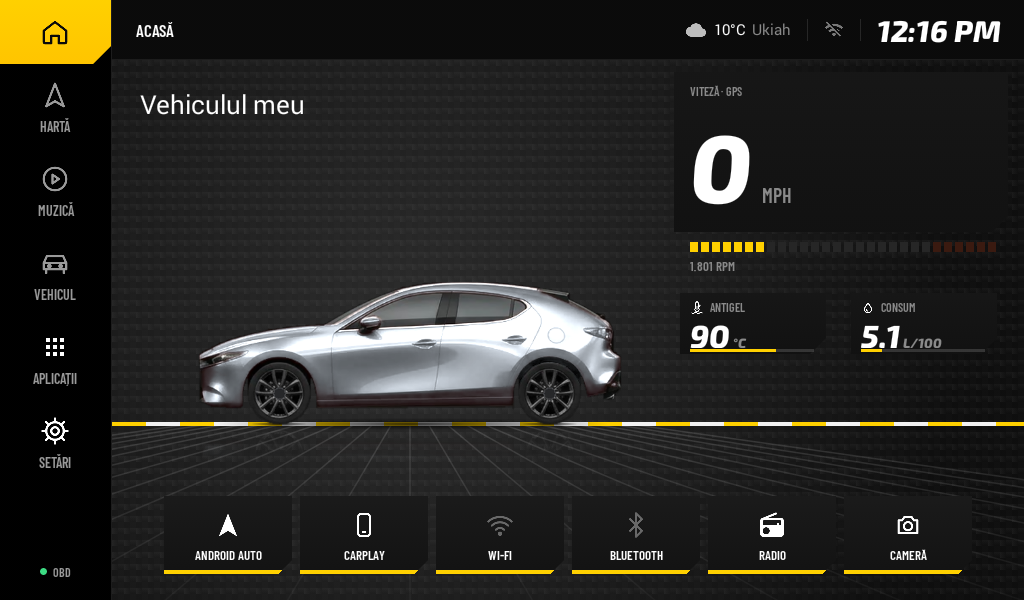 ACASĂ
10°C Ukiah
12:16 PM
HARTĂ
MUZICĂ
VEHICUL
APLICAȚII
SETĂRI
OBD
Vehiculul meu
VITEZĂ · GPS
0 MPH
1,801 RPM
ANTIGEL
90 °C
CONSUM
5.1 L/100
ANDROID AUTO
CARPLAY
WI-FI
BLUETOOTH
RADIO
CAMERĂ